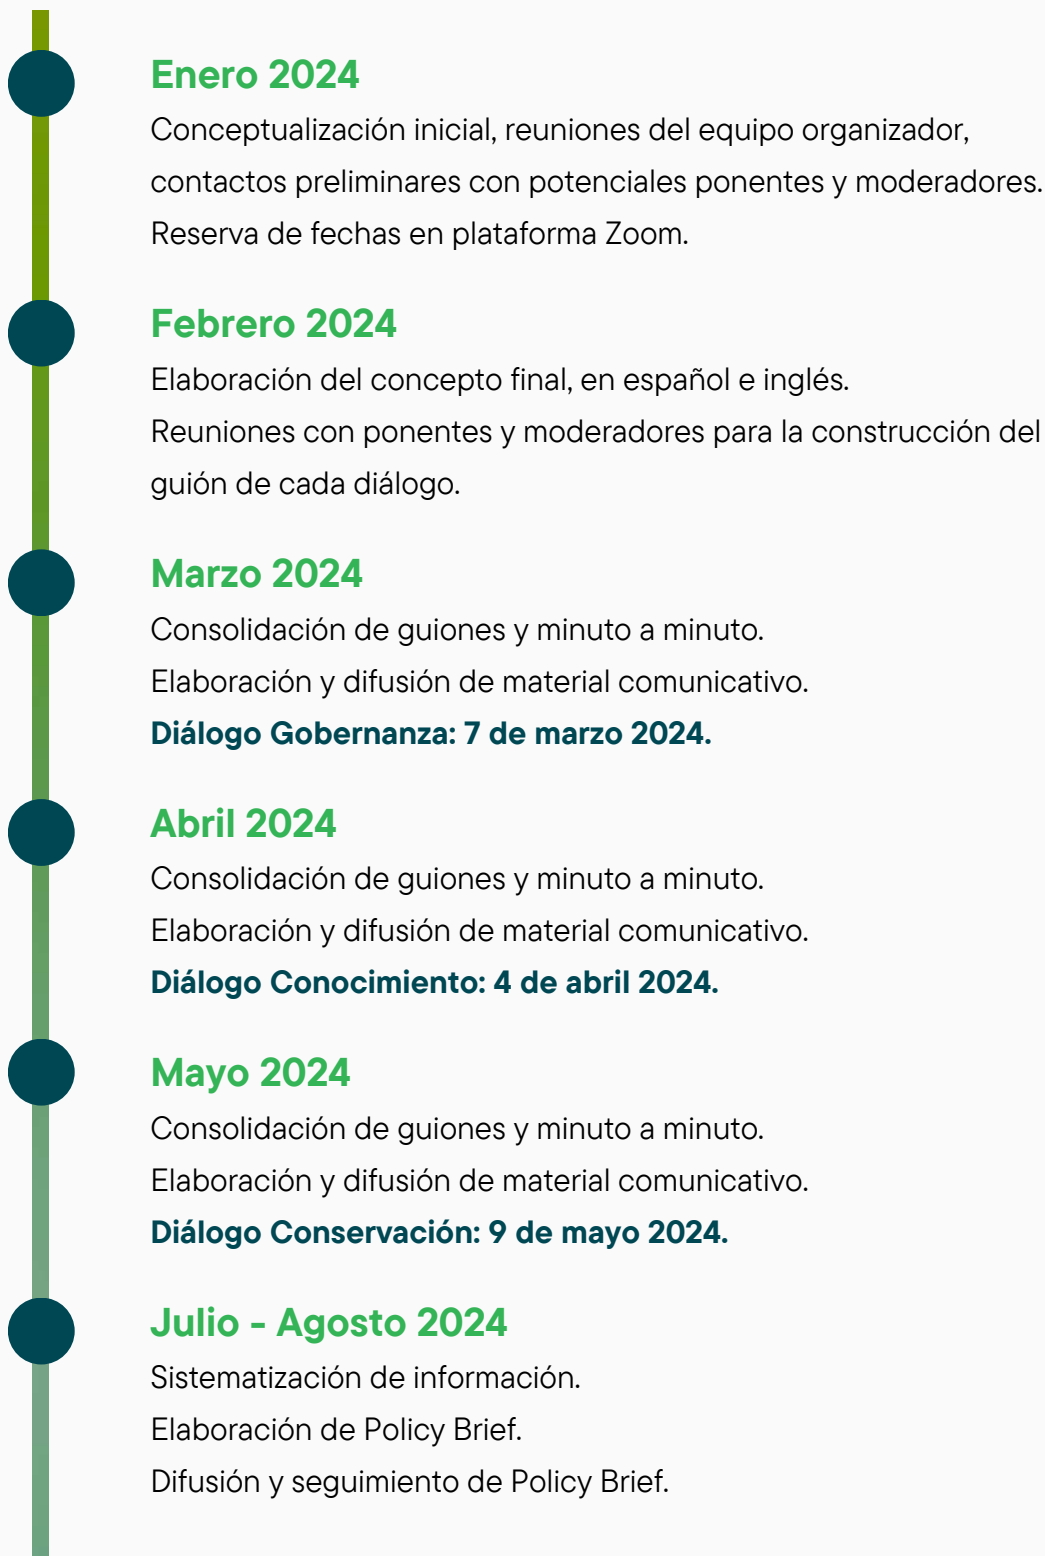 Enero 2024
Conceptualización inicial, reuniones del equipo organizador,
contactos preliminares con potenciales ponentes y moderadores.
Reserva de fechas en plataforma Zoom.
Febrero 2024
Elaboración del concepto final, en español e inglés.
Reuniones con ponentes y moderadores para la construcción del
guión de cada diálogo.
Marzo 2024
Consolidación de guiones y minuto a minuto.
Elaboración y difusión de material comunicativo.
Diálogo Gobernanza: 7 de marzo 2024.
Abril 2024
Consolidación de guiones y minuto a minuto.
Elaboración y difusión de material comunicativo.
Diálogo Conocimiento: 4 de abril 2024.
Mayo 2024
Consolidación de guiones y minuto a minuto.
Elaboración y difusión de material comunicativo.
Diálogo Conservación: 9 de mayo 2024.
Julio - Agosto 2024
Sistematización de información.
Elaboración de Policy Brief.
Difusión y seguimiento de Policy Brief.